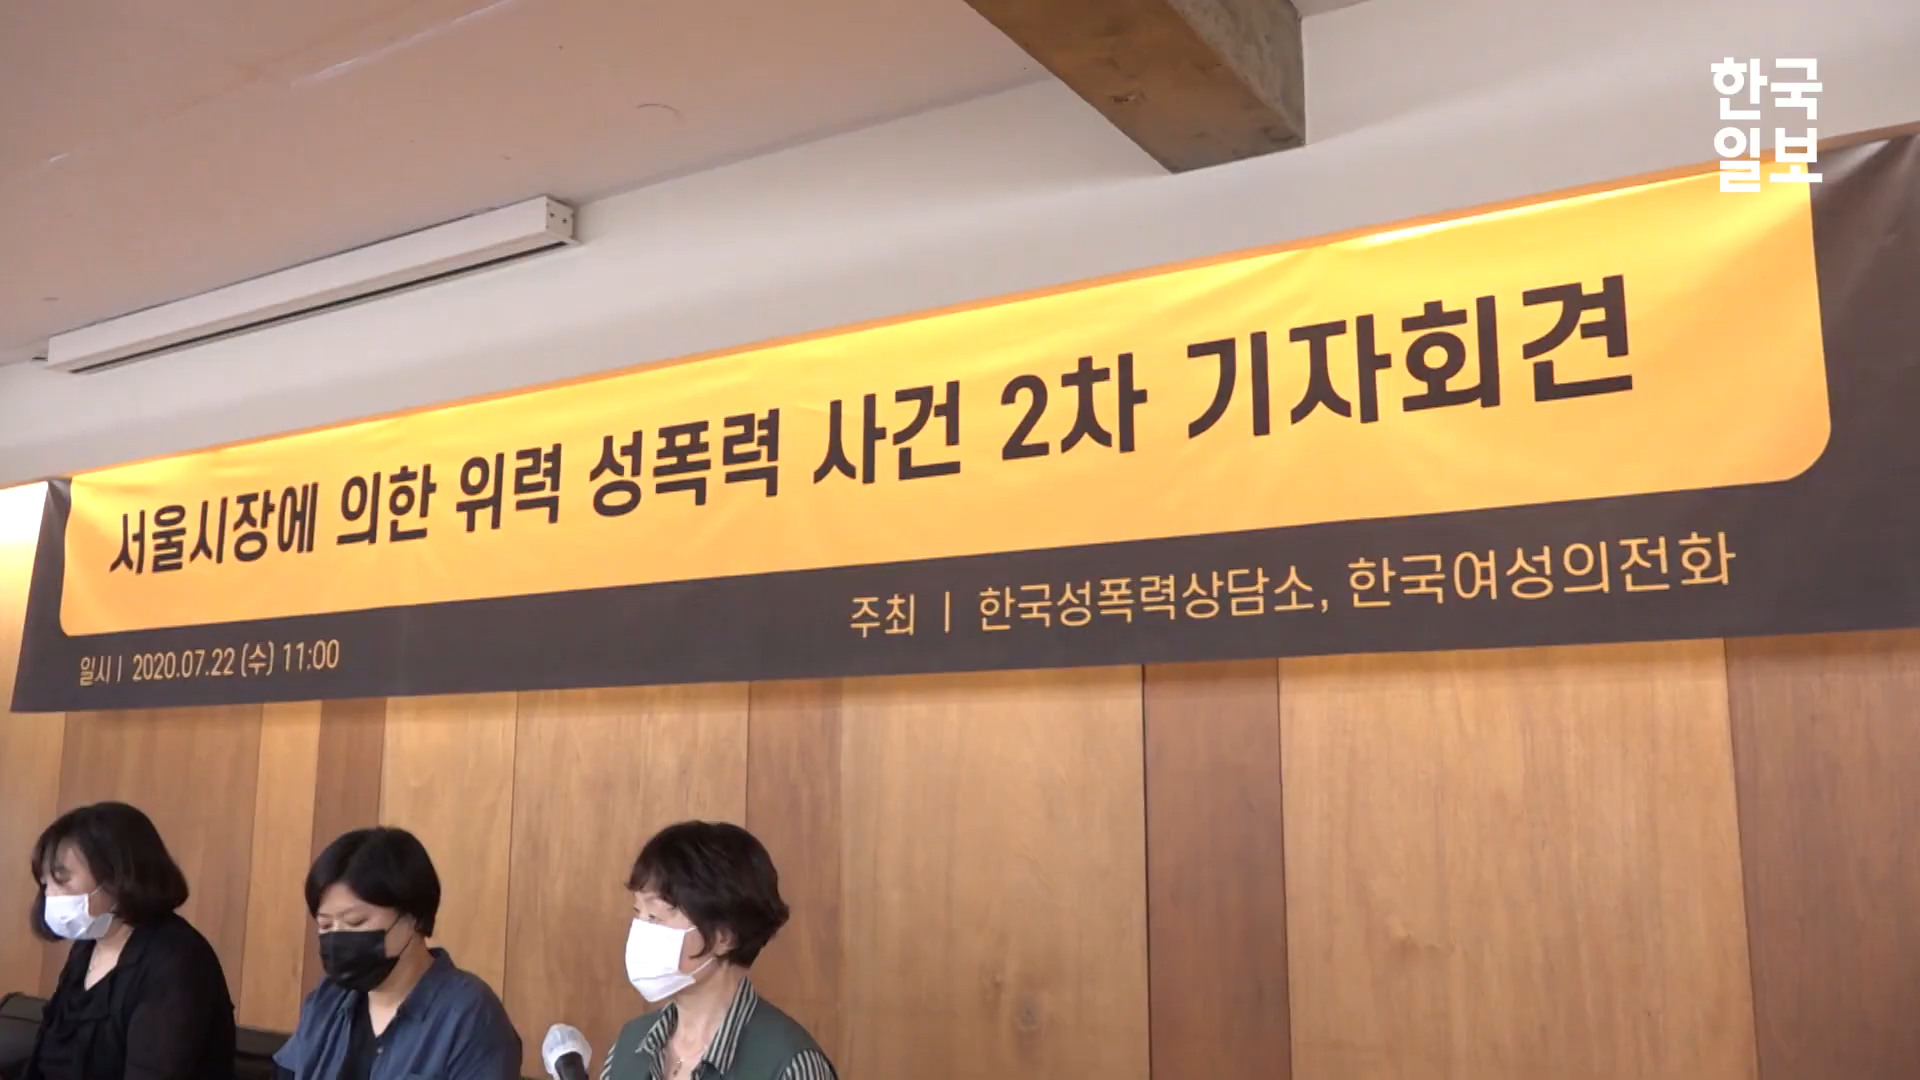 한국
일보
서울시장에 의한 위력 성폭력 사건 2차 기자회견
주최 | 한국성폭력상담소, 한국여성의전화
일시 | 2020.07.22 (수) 11:00